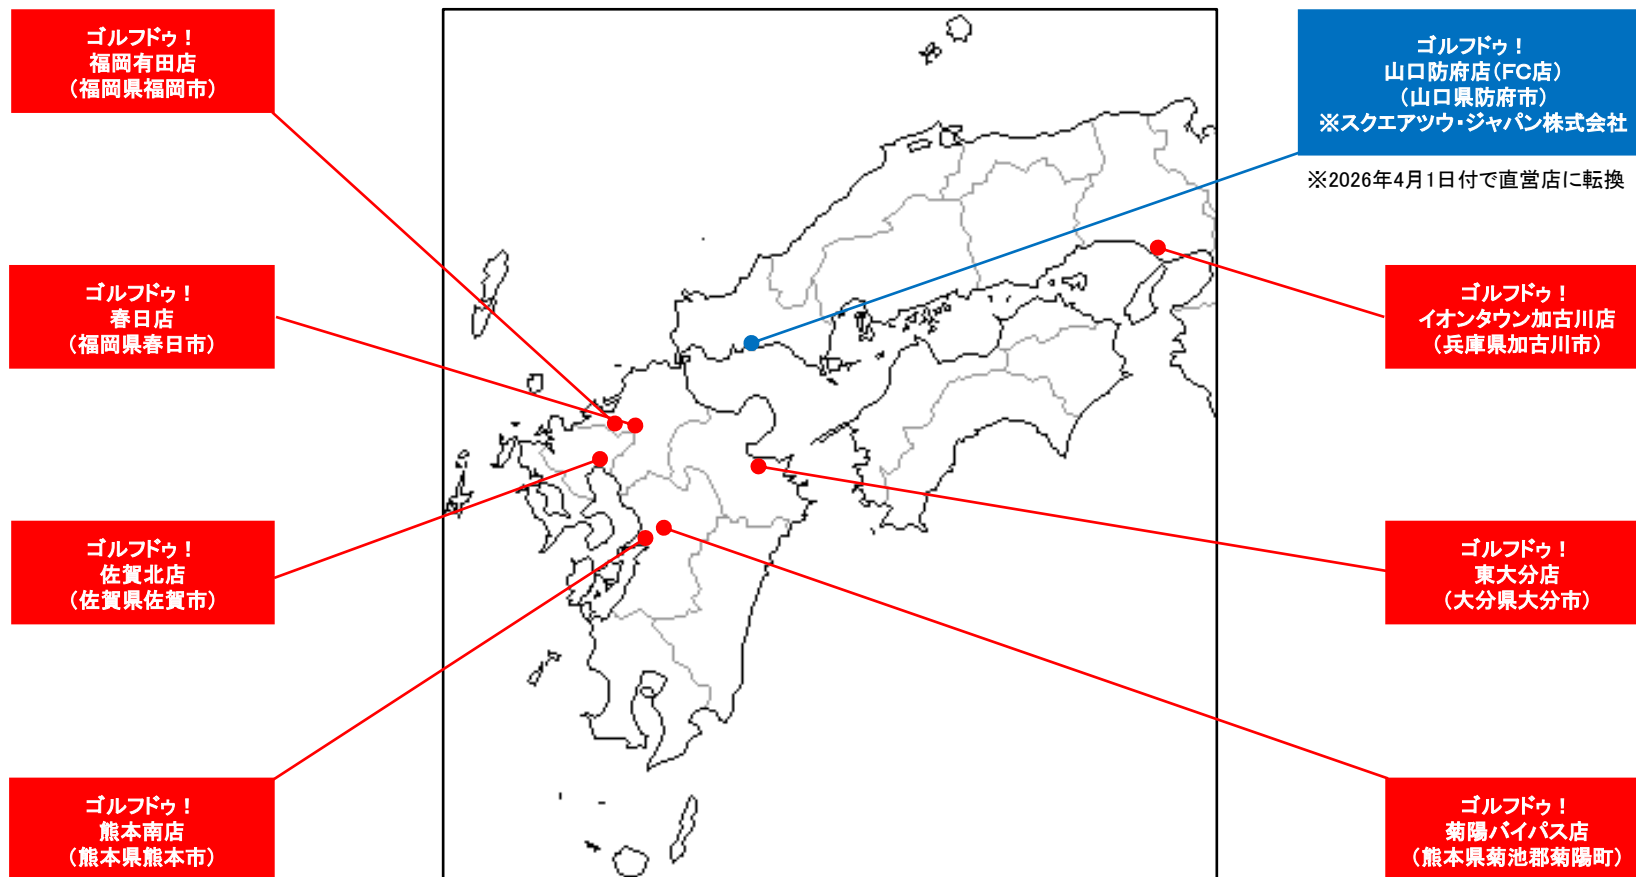 ゴルフドゥ！
福岡有田店
（福岡県福岡市）
ゴルフドゥ！
春日店
（福岡県春日市）
ゴルフドゥ！
佐賀北店
（佐賀県佐賀市）
ゴルフドゥ！
熊本南店
（熊本県熊本市）
ゴルフドゥ！
山口防府店（FC店）
（山口県防府市）
※スクエアツウ・ジャパン株式会社
※2026年4月1日付で直営店に転換
ゴルフドゥ！
イオンタウン加古川店
（兵庫県加古川市）
ゴルフドゥ！
東大分店
（大分県大分市）
ゴルフドゥ！
菊陽バイパス店
（熊本県菊池郡菊陽町）